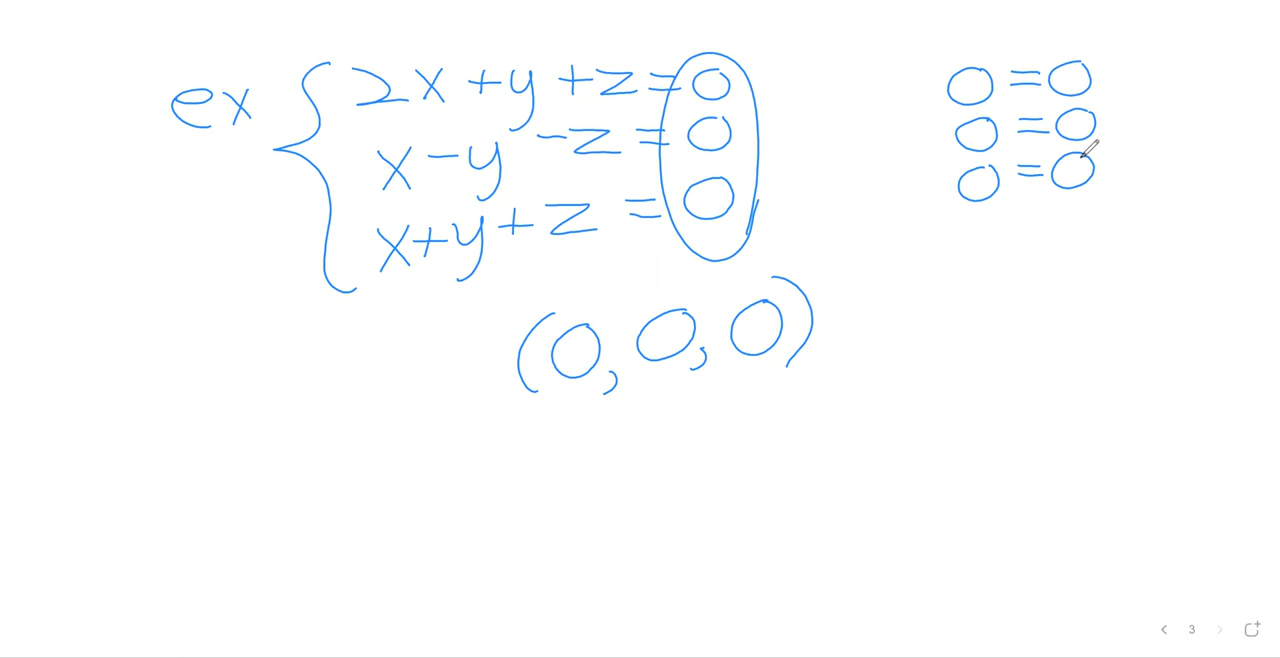 ex { 2x + y + z = 0
x - y - z = 0
x + y + z = 0
(0, 0, 0)
0 = 0
0 = 0
0 = 0
3